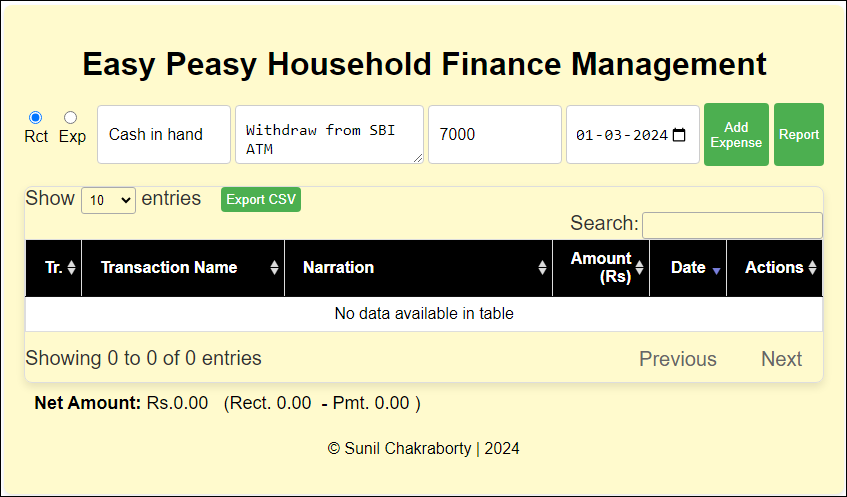 Easy Peasy Household Finance Management
Rct Exp Cash in hand Withdraw from SBI ATM 7000 01-03-2024 Add Expense Report
Show 10 entries Export CSV
Search:
Tr. Transaction Name Narration Amount (Rs) Date Actions
No data available in table
Showing 0 to 0 of 0 entries Previous Next
Net Amount: Rs.0.00 (Rect. 0.00 - Pmt. 0.00 )
© Sunil Chakraborty | 2024